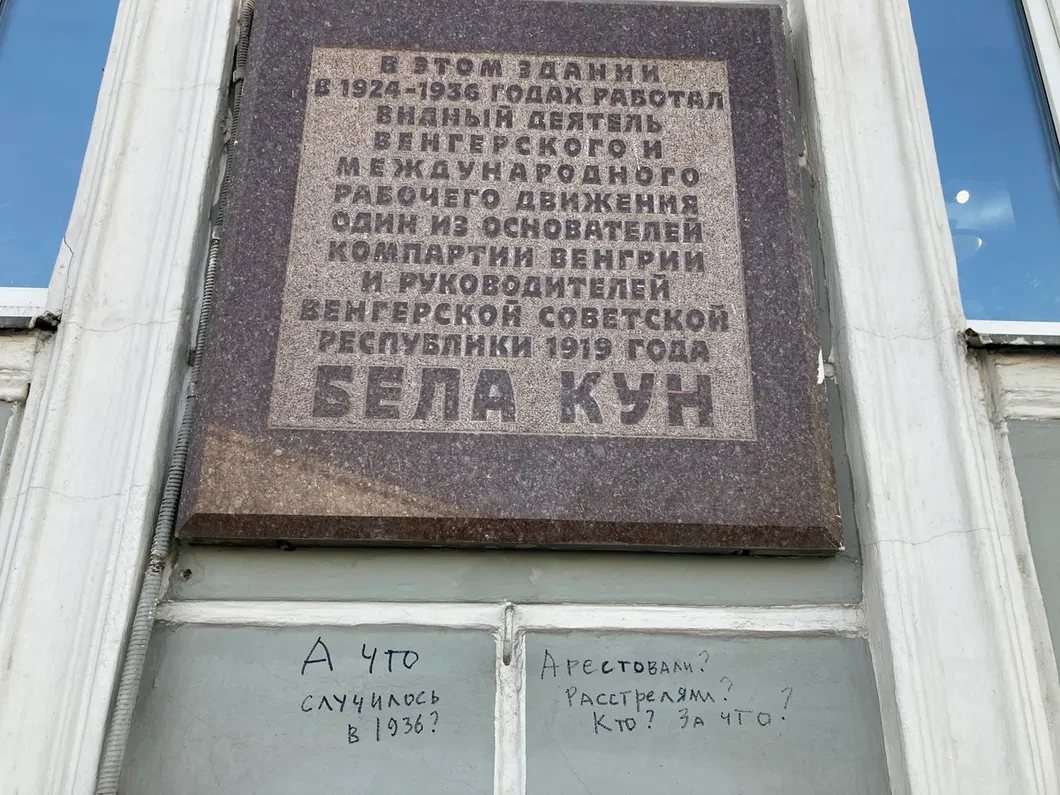 В ЭТОМ ЗДАНИИ
В 1924-1936 ГОДАХ РАБОТАЛ
ВИДНЫЙ ДЕЯТЕЛЬ
ВЕНГЕРСКОГО И
МЕЖДУНАРОДНОГО
РАБОЧЕГО ДВИЖЕНИЯ
ОДИН ИЗ ОСНОВАТЕЛЕЙ
КОМПАРТИИ ВЕНГРИИ
И РУКОВОДИТЕЛЕЙ
ВЕНГЕРСКОЙ СОВЕТСКОЙ
РЕСПУБЛИКИ 1919 ГОДА
БЕЛА КУН
А ЧТО
СЛУЧИЛОСЬ
В 1936?
АРЕСТОВАЛИ?
РАССТРЕЛЯЛИ?
КТО? ЗА ЧТО?